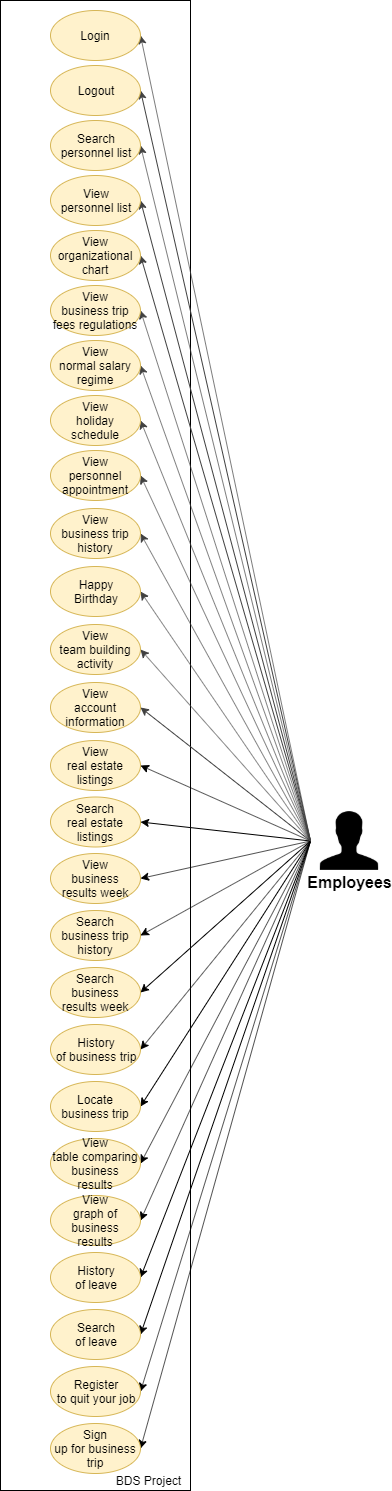 Login
Logout
Search
personnel list
View
personnel list
View
organizational
chart
View
business trip
fees regulations
View
normal salary
regime
View
holiday
schedule
View
personnel
appointment
View
business trip
history
Happy
Birthday
View
team building
activity
View
account
information
View
real estate
listings
Search
real estate
listings
Employees
View
business
results week
Search
business trip
history
Search
business
results week
History
of business trip
Locate
business trip
View
table comparing
business
results
View
graph of
business
results
History
of leave
Search
of leave
Register
to quit your job
Sign
up for business
trip
BDS Project